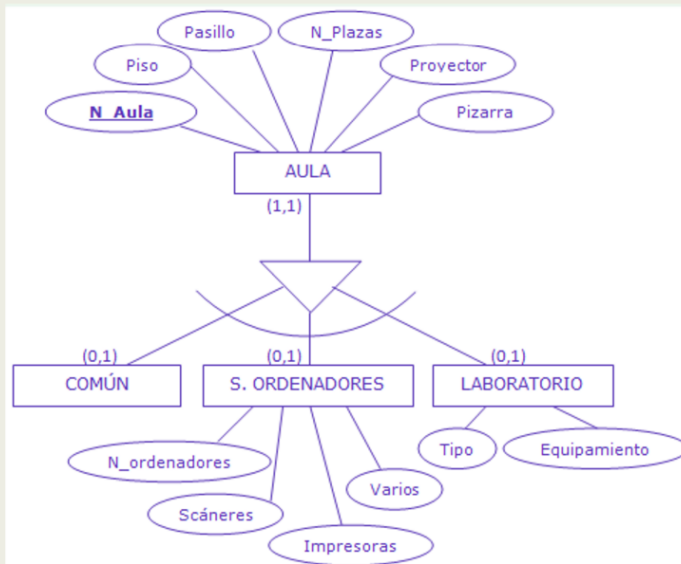 Pasillo
N_Plazas
Piso
Proyector
N_Aula
Pizarra
AULA
(1,1)
(0,1)
(0,1)
(0,1)
COMÚN
S. ORDENADORES
LABORATORIO
N_ordenadores
Tipo
Equipamiento
Varios
Scáneres
Impresoras